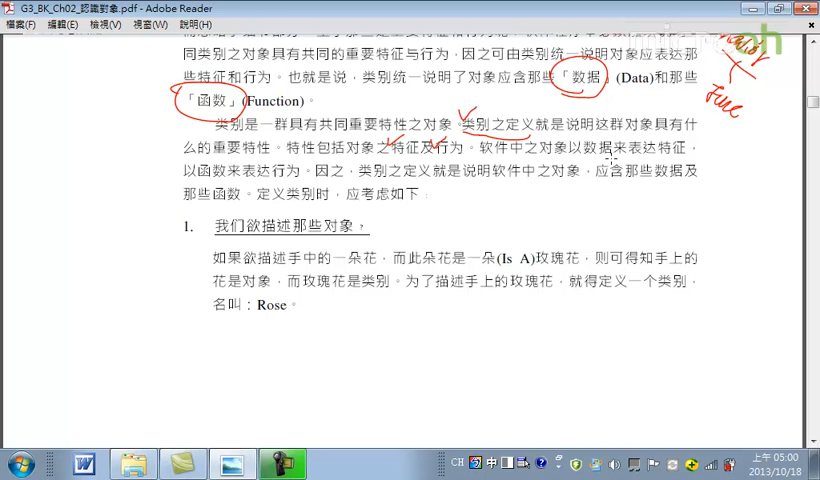 G3_BK_Ch02_認識對象.pdf - Adobe Reader
檔案(F) 編輯(E) 檢視(V) 視窗(W) 說明(H)
同类别之对象具有共同的重要特征与行为，因之可由类别统一说明对象应表达那
些特征和行为。也就是说，类别统一说明了对象应含那些「数据」(Data)和那些
「函数」(Function)。
类别是一群具有共同重要特性之对象。类别之定义就是说明这群对象具有什
么的重要特性。特性包括对象之特征及行为。软件中之对象以数据来表达特征，
以函数来表达行为。因之，类别之定义就是说明软件中之对象，应含那些数据及
那些函数。定义类别时，应考虑如下：
1. 我们欲描述那些对象？
如果欲描述手中的一朵花，而此朵花是一朵(Is A)玫瑰花，则可得知手上的
花是对象，而玫瑰花是类别。为了描述手上的玫瑰花，就得定义一个类别，
名叫：Rose。
CH 中
上午 05:00
2013/10/18